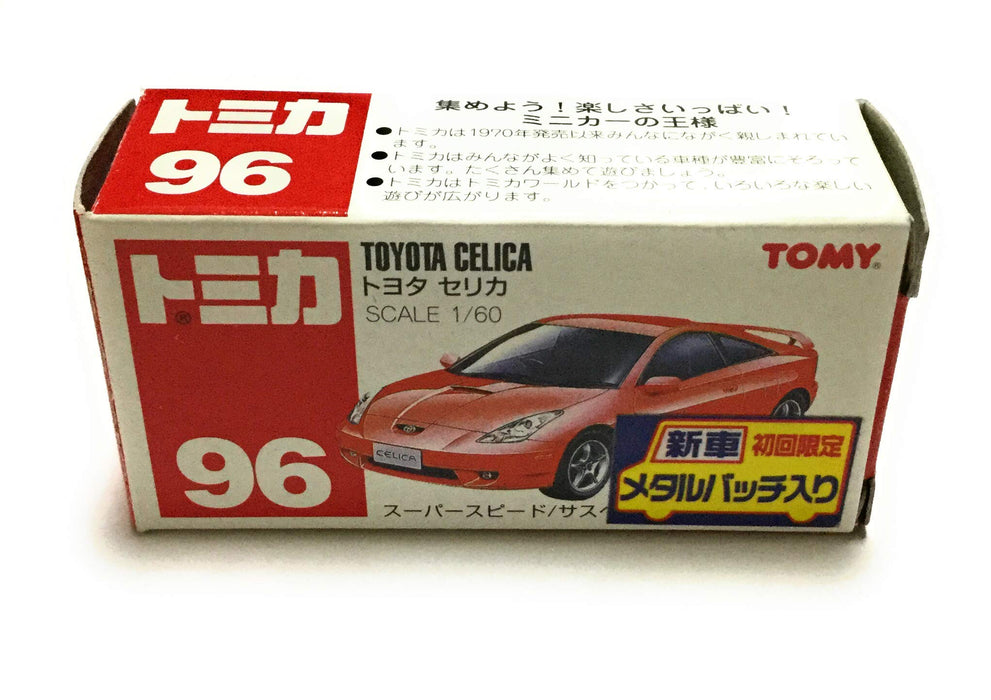 トミカ
96
集めよう！楽しさいっぱい！
ミニカーの王様
●トミカは1970年発売以来みんなにながく親しまれてい
ます。
●トミカはみんながよく知っている車種が豊富にそろって
います。たくさん集めて遊びましょう。
●トミカはトミカワールドをつかって、いろいろな楽しい
遊びが広がります。
トミカ®
96
TOYOTA CELICA
トヨタ セリカ
SCALE 1/60
TOMY®
CELICA
スーパースピード/サス
新車 初回限定
メタルバッチ入り